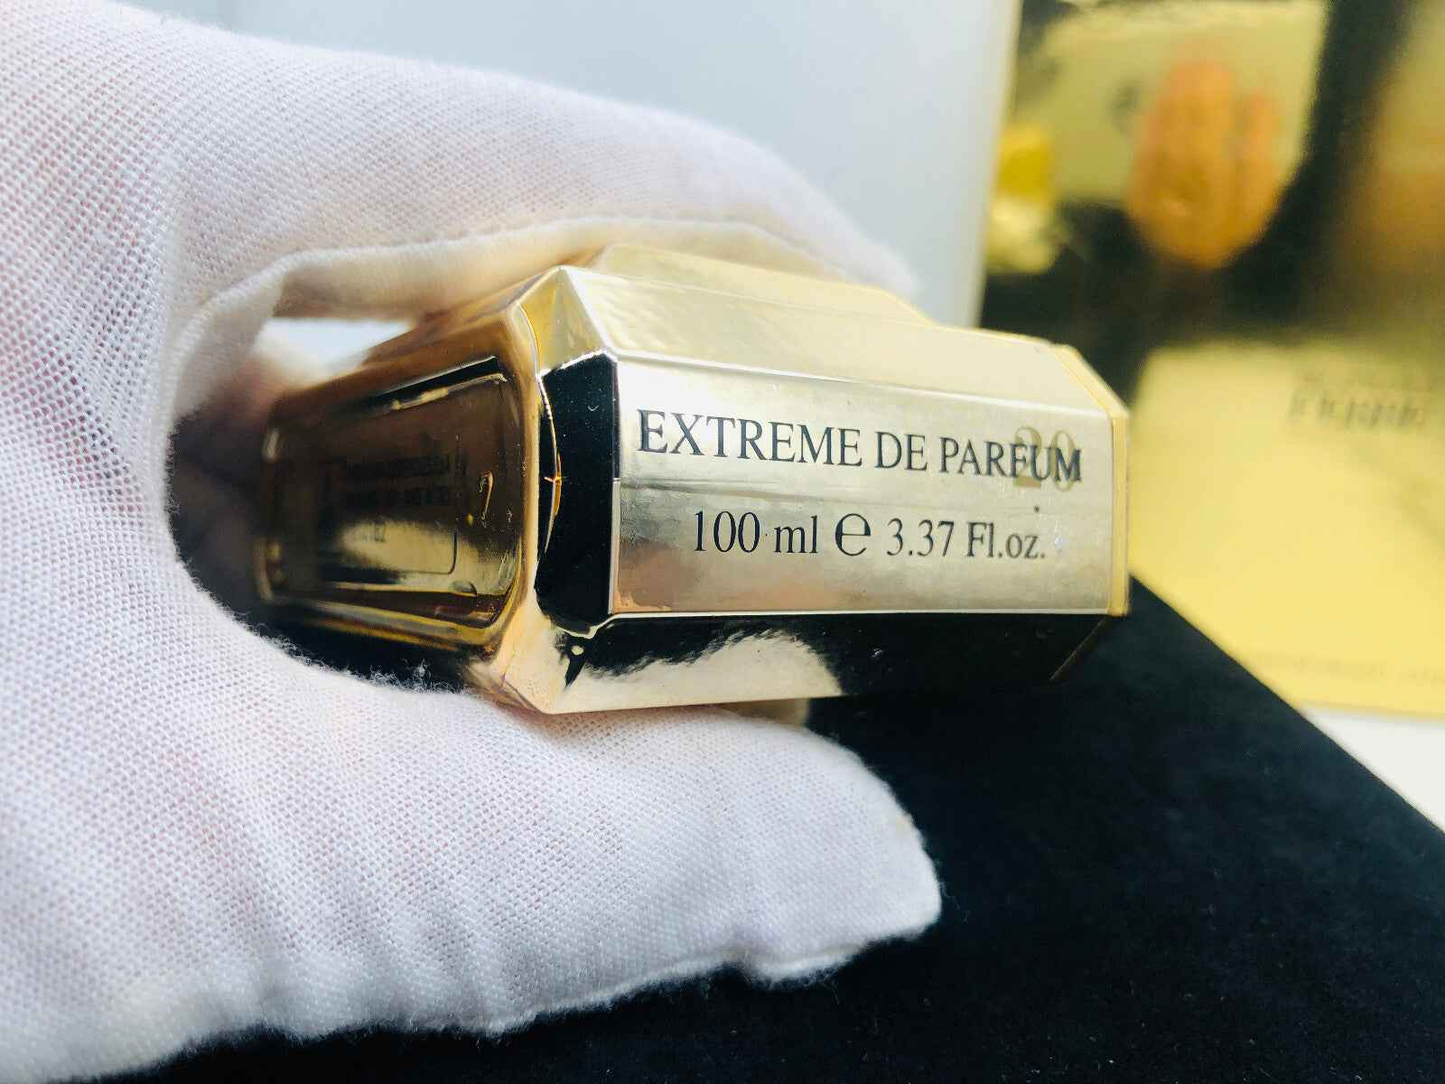 EXTREME DE PARFUM
100 ml ℮ 3.37 Fl.oz.